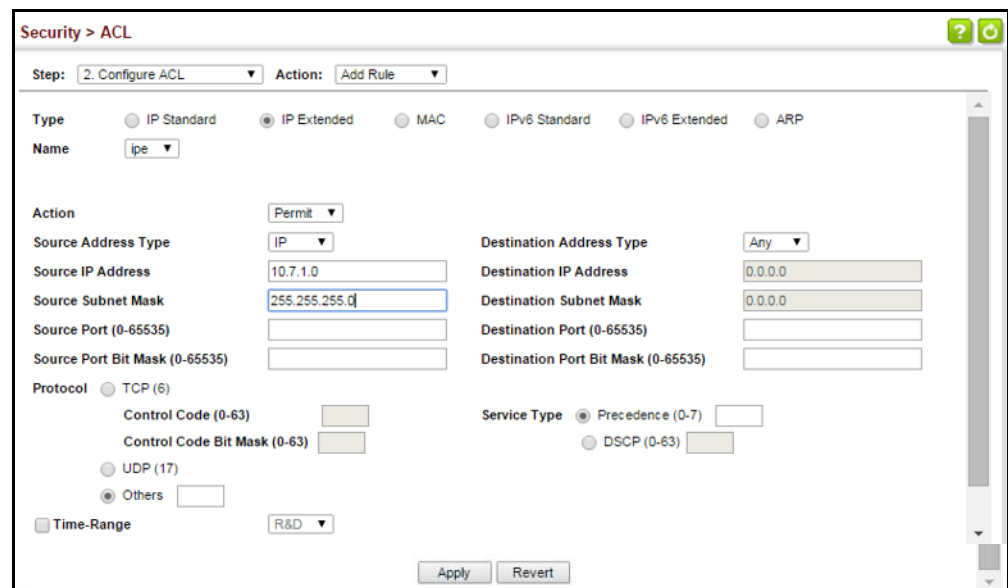 Security > ACL
?
Step: 2. Configure ACL Action: Add Rule
Type IP Standard IP Extended MAC IPv6 Standard IPv6 Extended ARP
Name ipe
Action Permit
Source Address Type IP Destination Address Type Any
Source IP Address 10.7.1.0 Destination IP Address 0.0.0.0
Source Subnet Mask 255.255.255.0 Destination Subnet Mask 0.0.0.0
Source Port (0-65535) Destination Port (0-65535)
Source Port Bit Mask (0-65535) Destination Port Bit Mask (0-65535)
Protocol TCP (6)
Control Code (0-63) Service Type Precedence (0-7)
Control Code Bit Mask (0-63) DSCP (0-63)
UDP (17)
Others
Time-Range R&D
Apply Revert